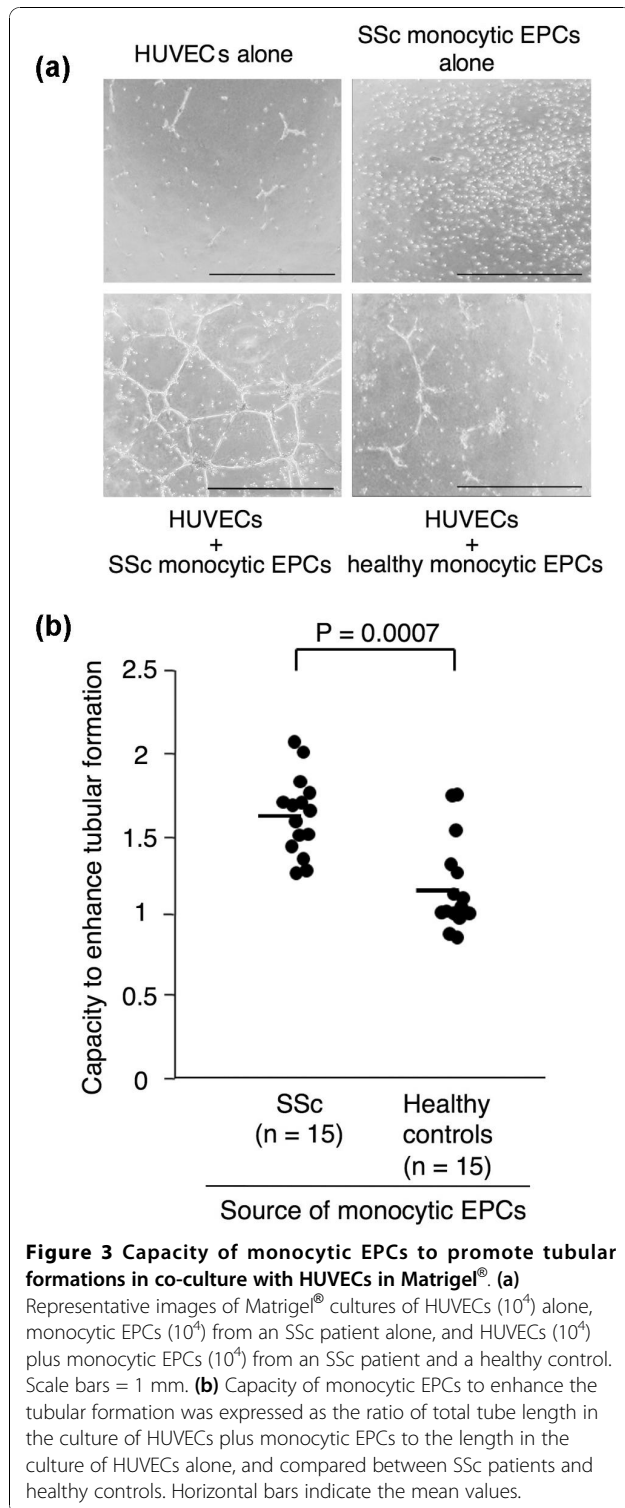 (a)
HUVECs alone
SSc monocytic EPCs
alone
HUVECs
+
SSc monocytic EPCs
HUVECs
+
healthy monocytic EPCs
(b)
P = 0.0007
Capacity to enhance tubular formation
2.5
2
1.5
1
0.5
0
SSc
(n = 15)
Healthy
controls
(n = 15)
Source of monocytic EPCs
Figure 3 Capacity of monocytic EPCs to promote tubular
formations in co-culture with HUVECs in Matrigel®. (a)
Representative images of Matrigel® cultures of HUVECs (10⁴) alone,
monocytic EPCs (10⁴) from an SSc patient alone, and HUVECs (10⁴)
plus monocytic EPCs (10⁴) from an SSc patient and a healthy control.
Scale bars = 1 mm. (b) Capacity of monocytic EPCs to enhance the
tubular formation was expressed as the ratio of total tube length in
the culture of HUVECs plus monocytic EPCs to the length in the
culture of HUVECs alone, and compared between SSc patients and
healthy controls. Horizontal bars indicate the mean values.